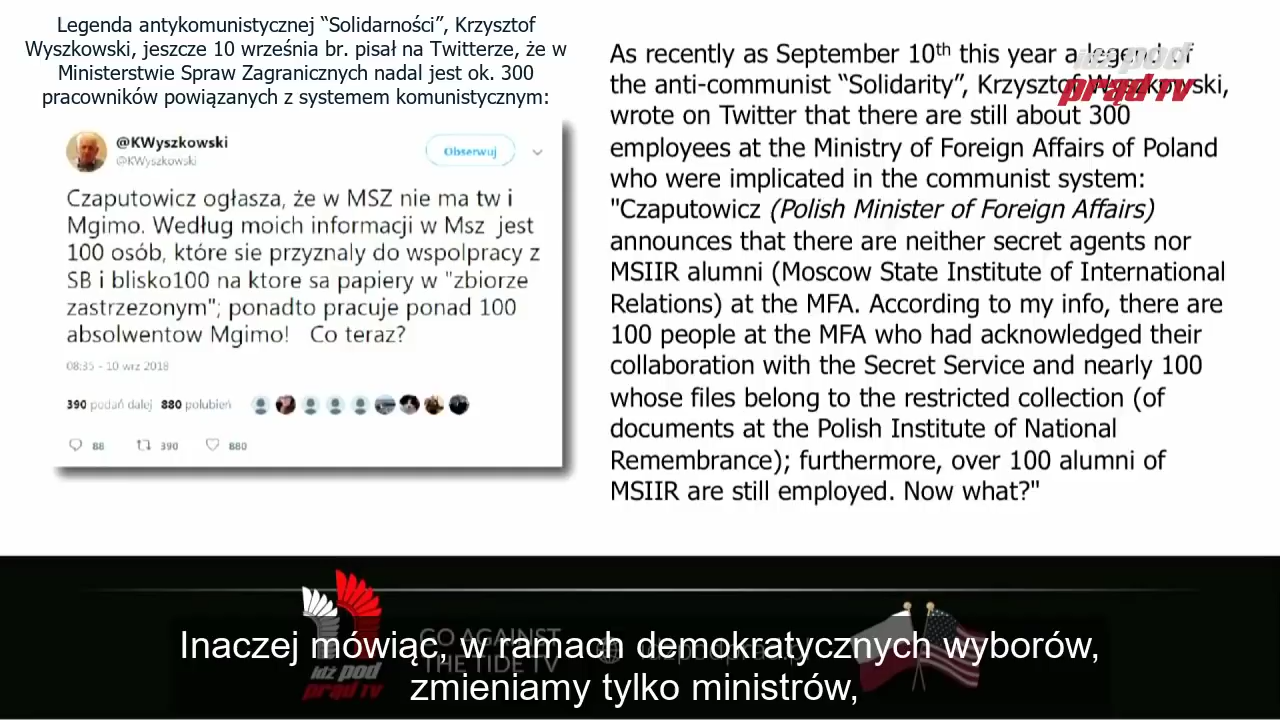 Legenda antykomunistycznej “Solidarności”, Krzysztof
Wyszkowski, jeszcze 10 września br. pisał na Twitterze, że w
Ministerstwie Spraw Zagranicznych nadal jest ok. 300
pracowników powiązanych z systemem komunistycznym:
@KWyszkowski
@KWyszkowski
Obserwuj
Czaputowicz ogłasza, że w MSZ nie ma tw i
Mgimo. Według moich informacji w Msz jest
100 osób, które sie przyznaly do wspolpracy z
SB i blisko100 na ktore sa papiery w "zbiorze
zastrzezonym"; ponadto pracuje ponad 100
absolwentow Mgimo! Co teraz?
08:35 - 10 wrz 2018
390 podań dalej 880 polubień
88 390 880
As recently as September 10th this year a legend of
the anti-communist “Solidarity”, Krzysztof Wyszkowski,
wrote on Twitter that there are still about 300
employees at the Ministry of Foreign Affairs of Poland
who were implicated in the communist system:
"Czaputowicz (Polish Minister of Foreign Affairs)
announces that there are neither secret agents nor
MSIIR alumni (Moscow State Institute of International
Relations) at the MFA. According to my info, there are
100 people at the MFA who had acknowledged their
collaboration with the Secret Service and nearly 100
whose files belong to the restricted collection (of
documents at the Polish Institute of National
Remembrance); furthermore, over 100 alumni of
MSIIR are still employed. Now what?"
idź pod
prąd TV
GO AGAINST
THE TIDE TV
idź pod
prąd TV
Inaczej mówiąc, w ramach demokratycznych wyborów,
zmieniamy tylko ministrów,